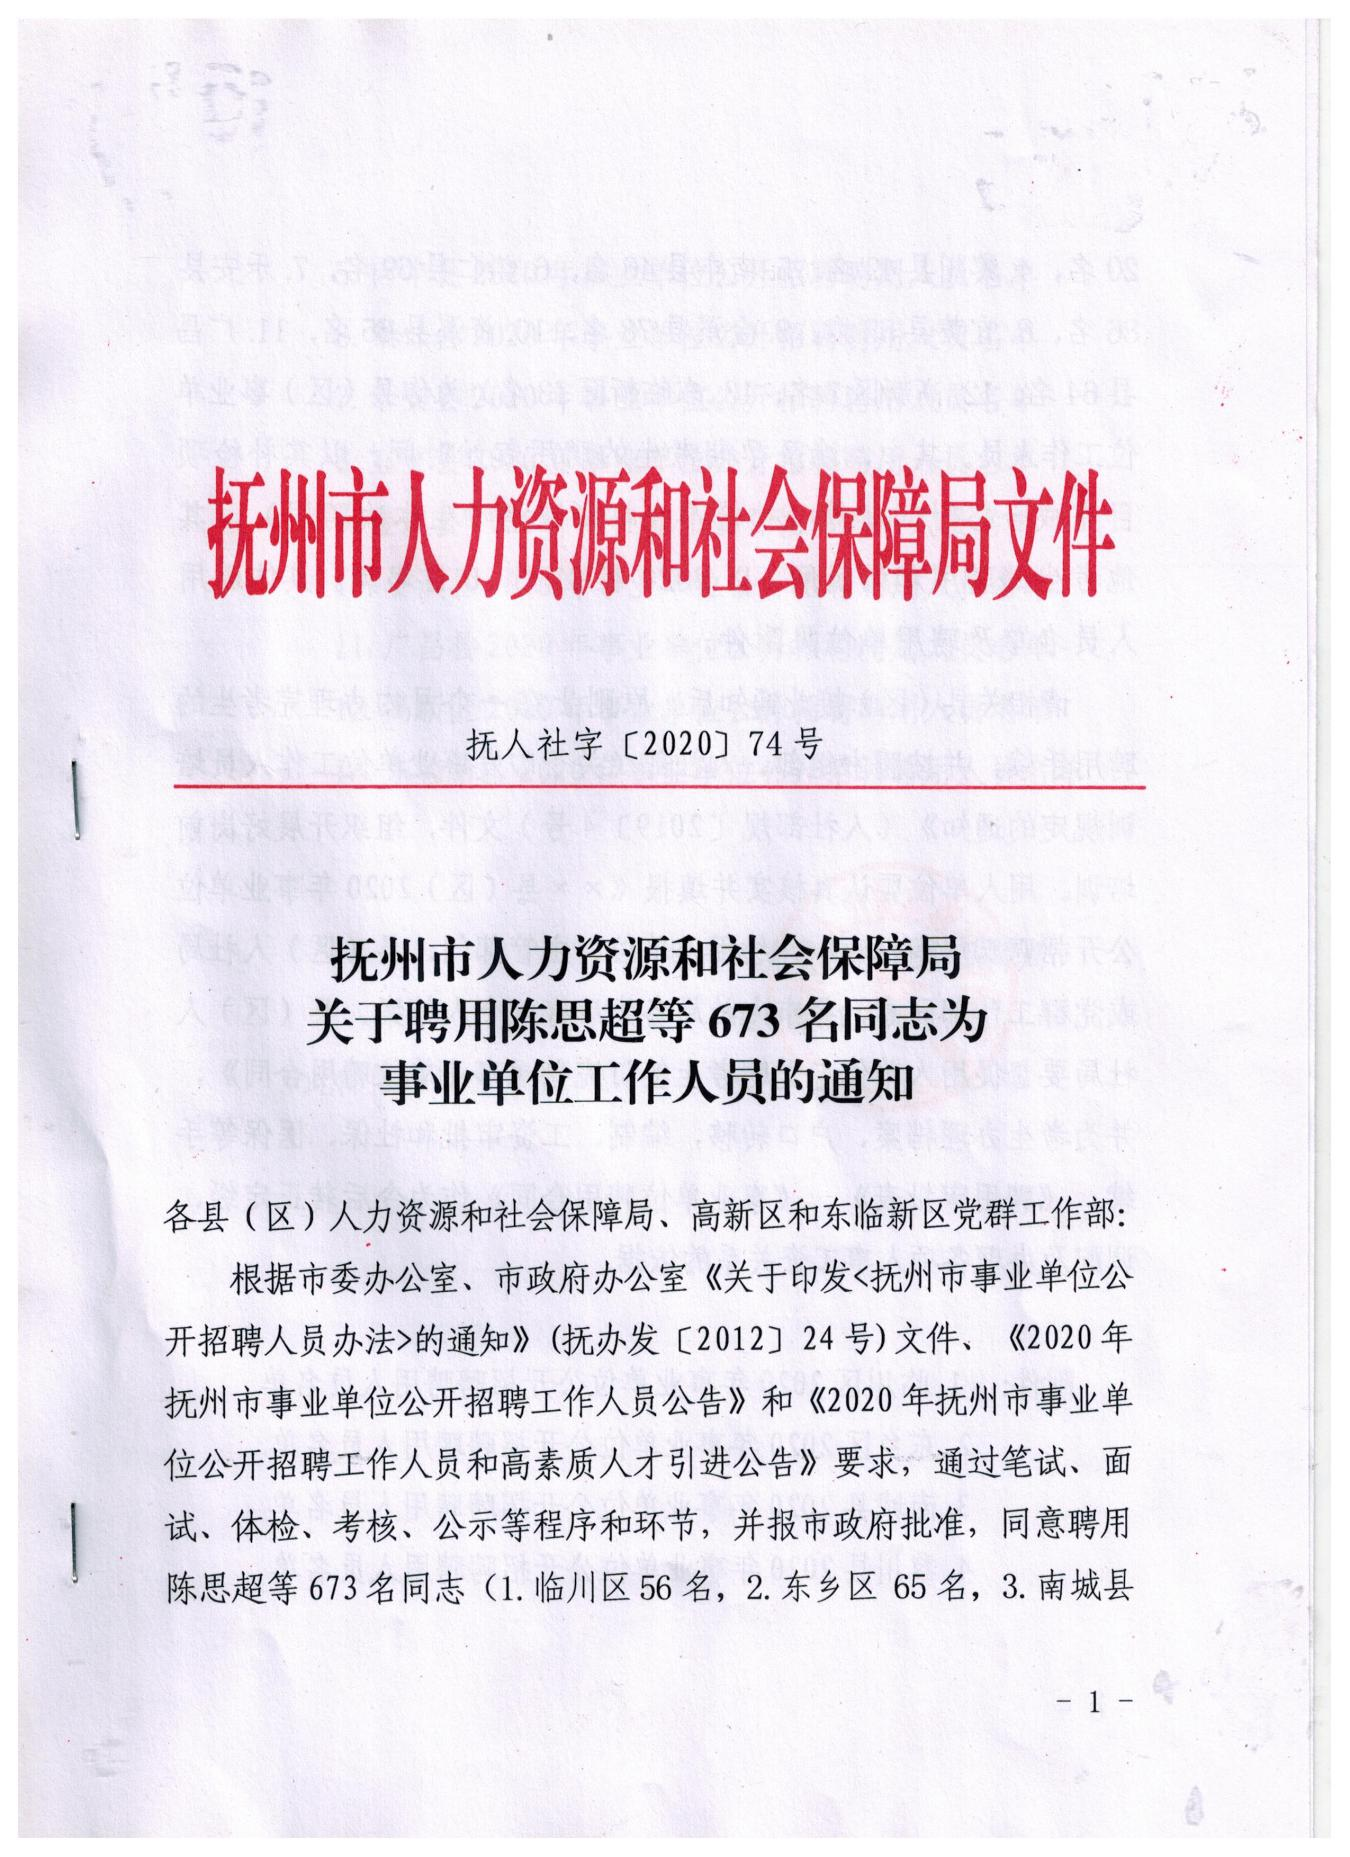 抚州市人力资源和社会保障局文件
抚人社字〔2020〕74号
抚州市人力资源和社会保障局
关于聘用陈思超等 673 名同志为
事业单位工作人员的通知
各县（区）人力资源和社会保障局、高新区和东临新区党群工作部：
根据市委办公室、市政府办公室《关于印发<抚州市事业单位公
开招聘人员办法>的通知》(抚办发〔2012〕24号)文件、《2020年
抚州市事业单位公开招聘工作人员公告》和《2020年抚州市事业单
位公开招聘工作人员和高素质人才引进公告》要求，通过笔试、面
试、体检、考核、公示等程序和环节，并报市政府批准，同意聘用
陈思超等673名同志（1.临川区56名，2.东乡区 65名，3.南城县
- 1 -